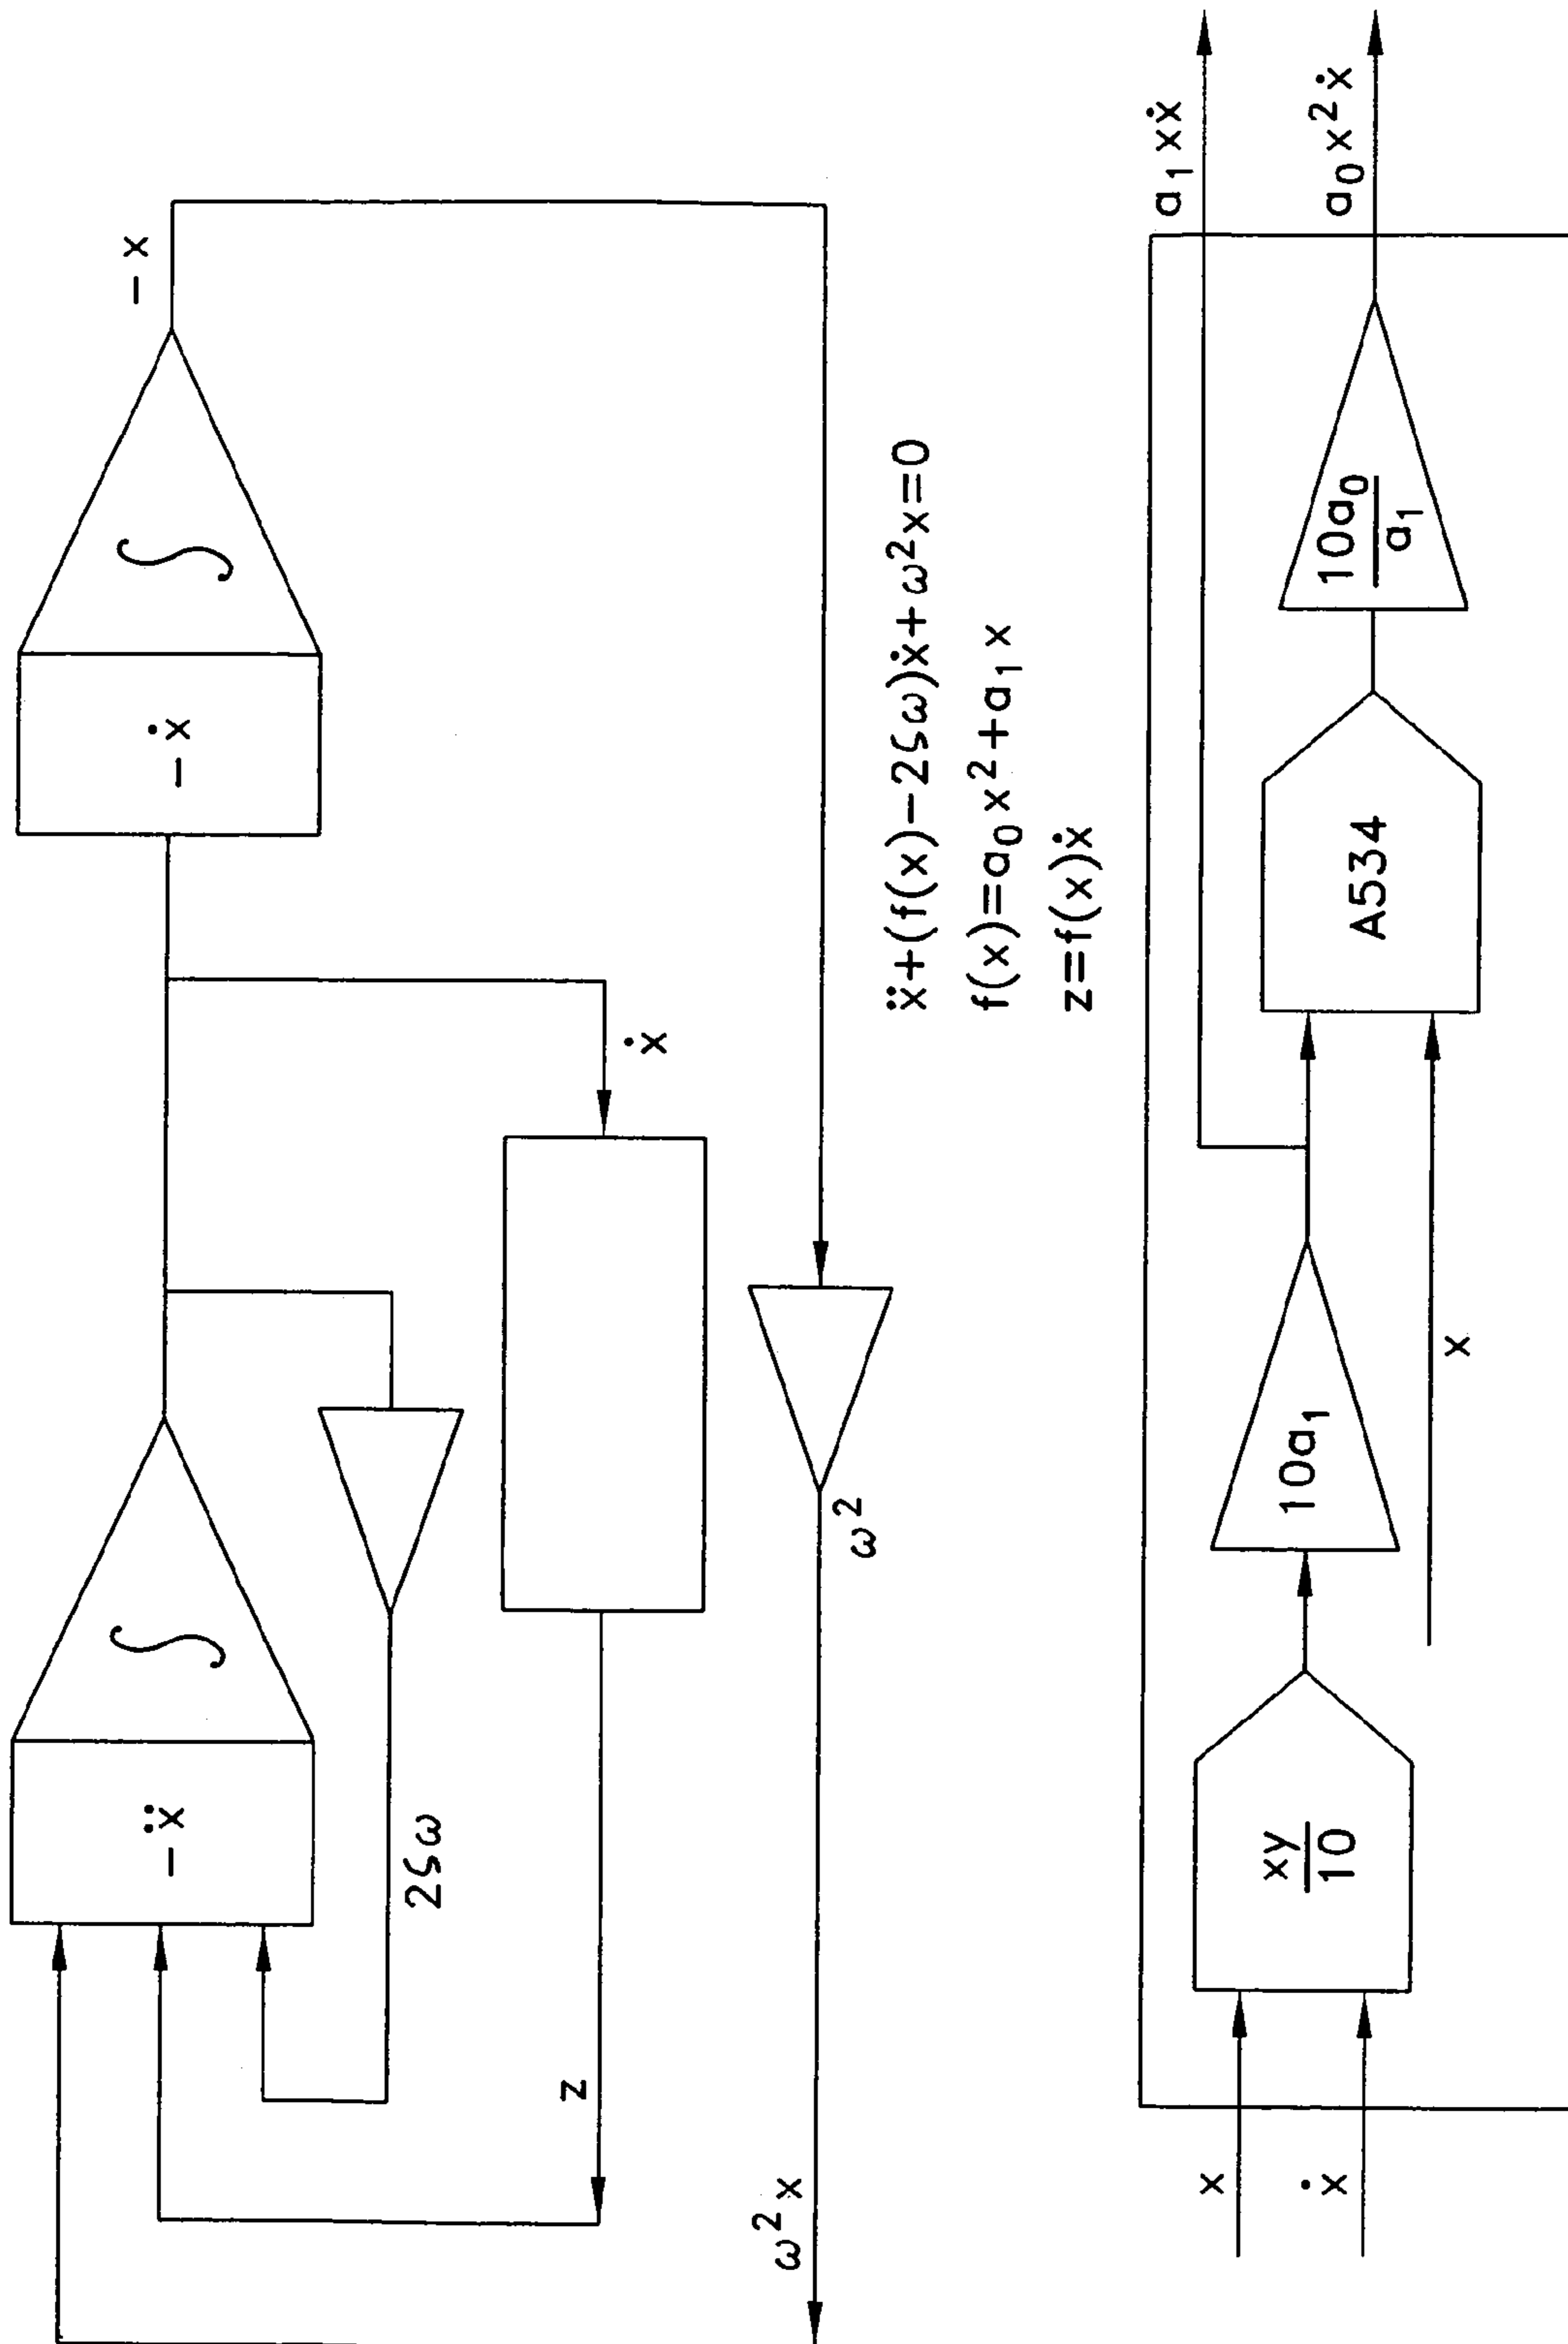 −ẍ
∫
−ẋ
∫
−x
2ζω
ẋ
z
ω²
ω²x
ẍ+(f(x)−2ζω)ẋ+ω²x=0
f(x)=a₀x²+a₁x
z=f(x)ẋ
x
ẋ
xy
10
10a₁
x
A534
10a₀
a₁
a₁xẋ
a₀x²ẋ